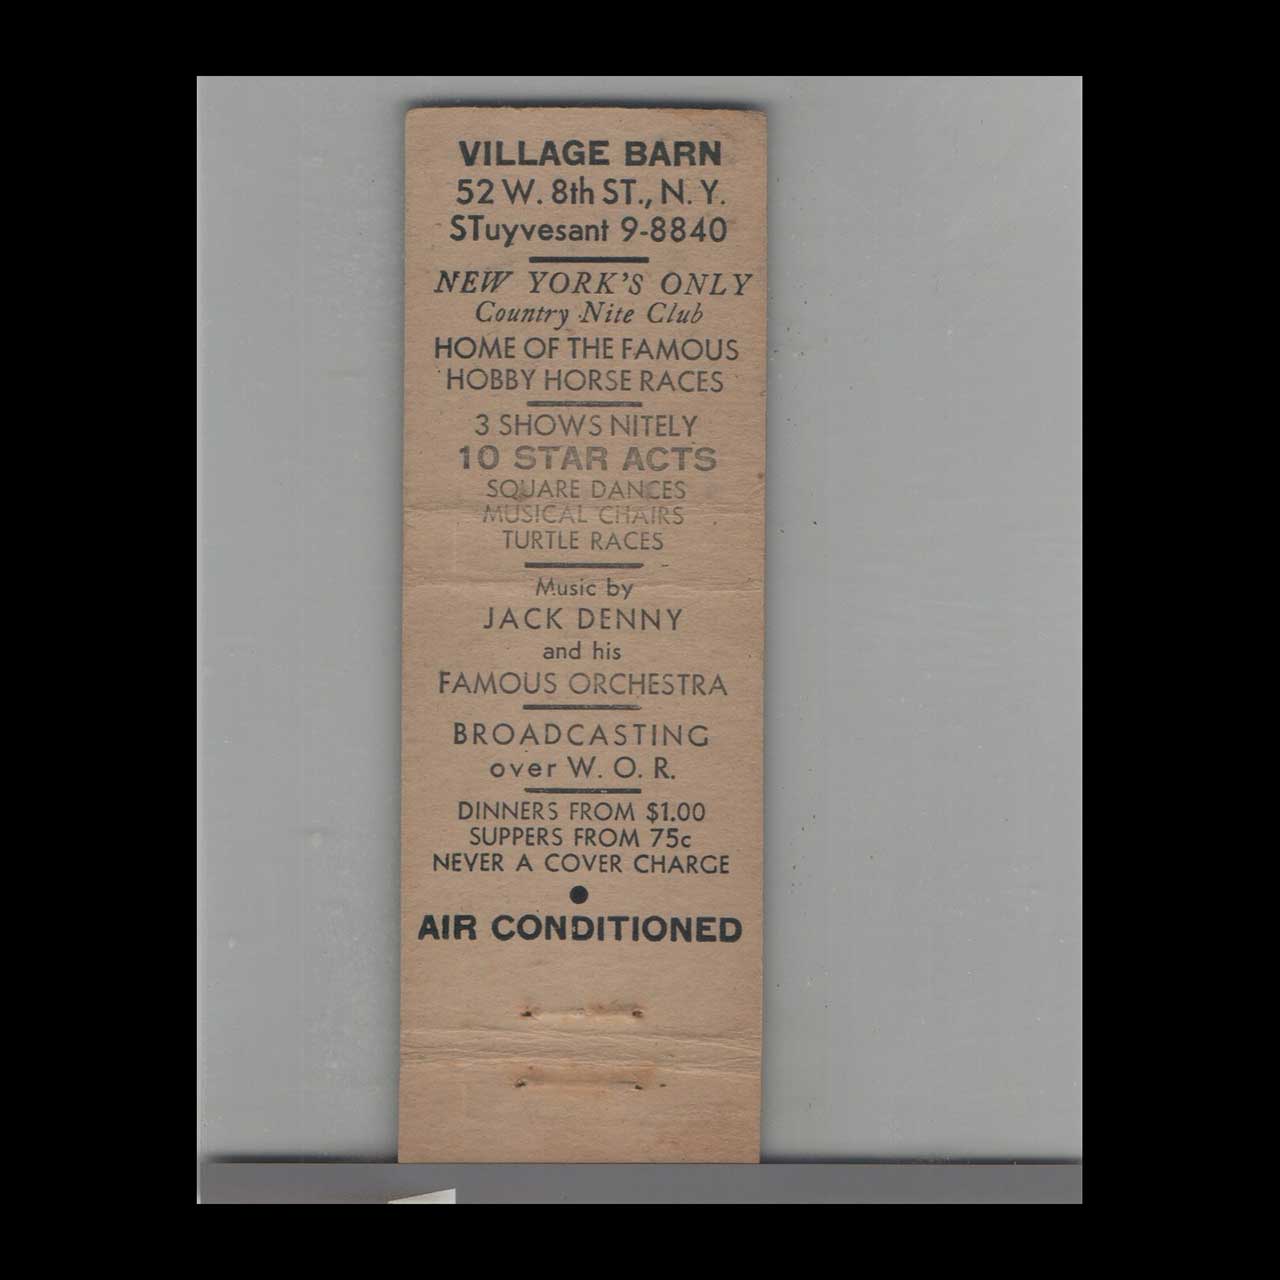 VILLAGE BARN
52 W. 8th ST., N. Y.
STuyvesant 9-8840
NEW YORK'S ONLY
Country Nite Club
HOME OF THE FAMOUS
HOBBY HORSE RACES
3 SHOWS NITELY
10 STAR ACTS
SQUARE DANCES
MUSICAL CHAIRS
TURTLE RACES
Music by
JACK DENNY
and his
FAMOUS ORCHESTRA
BROADCASTING
over W. O. R.
DINNERS FROM $1.00
SUPPERS FROM 75c
NEVER A COVER CHARGE
AIR CONDITIONED